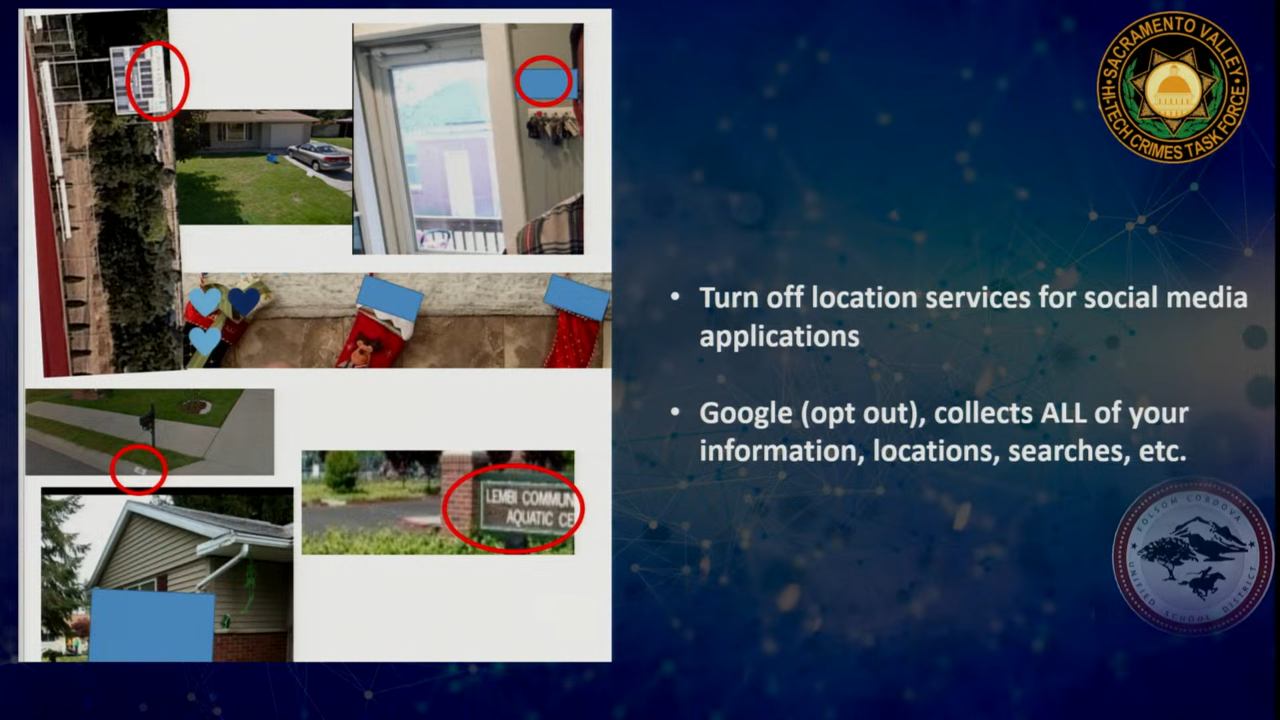 SACRAMENTO VALLEY
HI-TECH CRIMES TASK FORCE
• Turn off location services for social media
applications
• Google (opt out), collects ALL of your
information, locations, searches, etc.
LEMBI COMMUN
AQUATIC CE
FOLSOM CORDOVA
UNIFIED SCHOOL DISTRICT